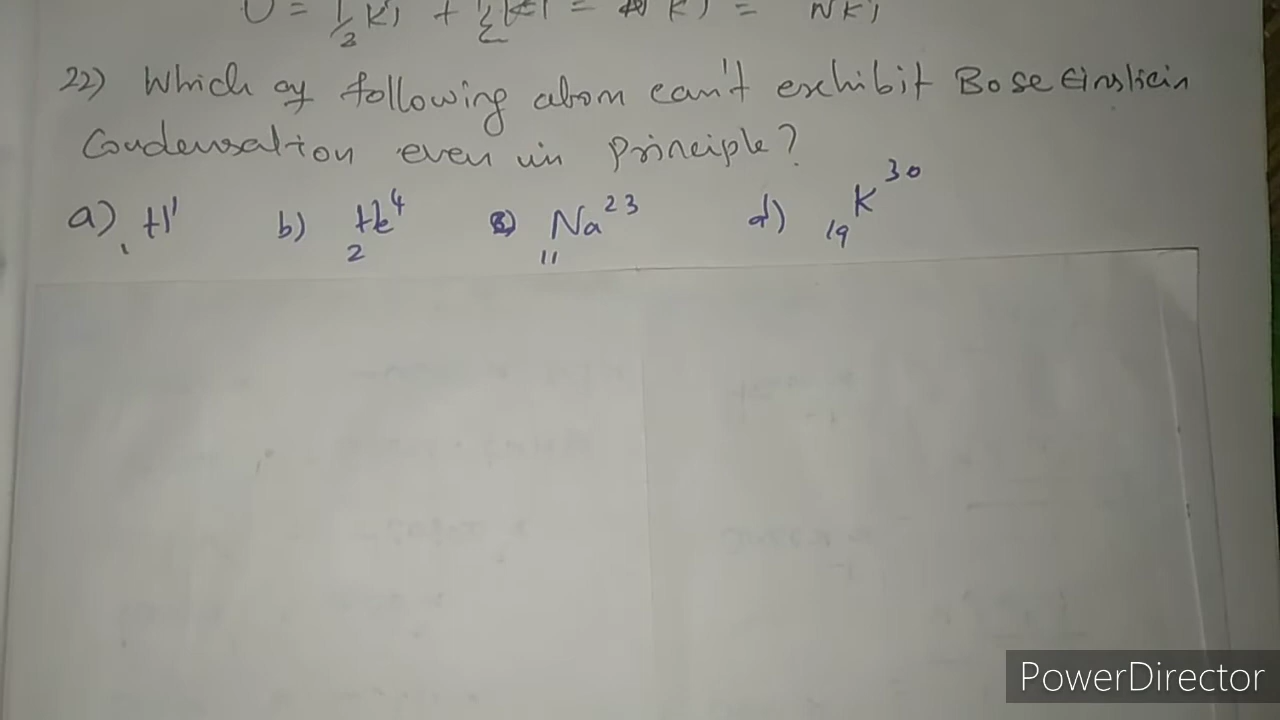 22) Which of following atom can't exhibit Bose Einstein
Condensation even in principle?
a) ₁H¹ b) ₂He⁴ c) ₁₁Na²³ d) ₁₉K³⁰
PowerDirector